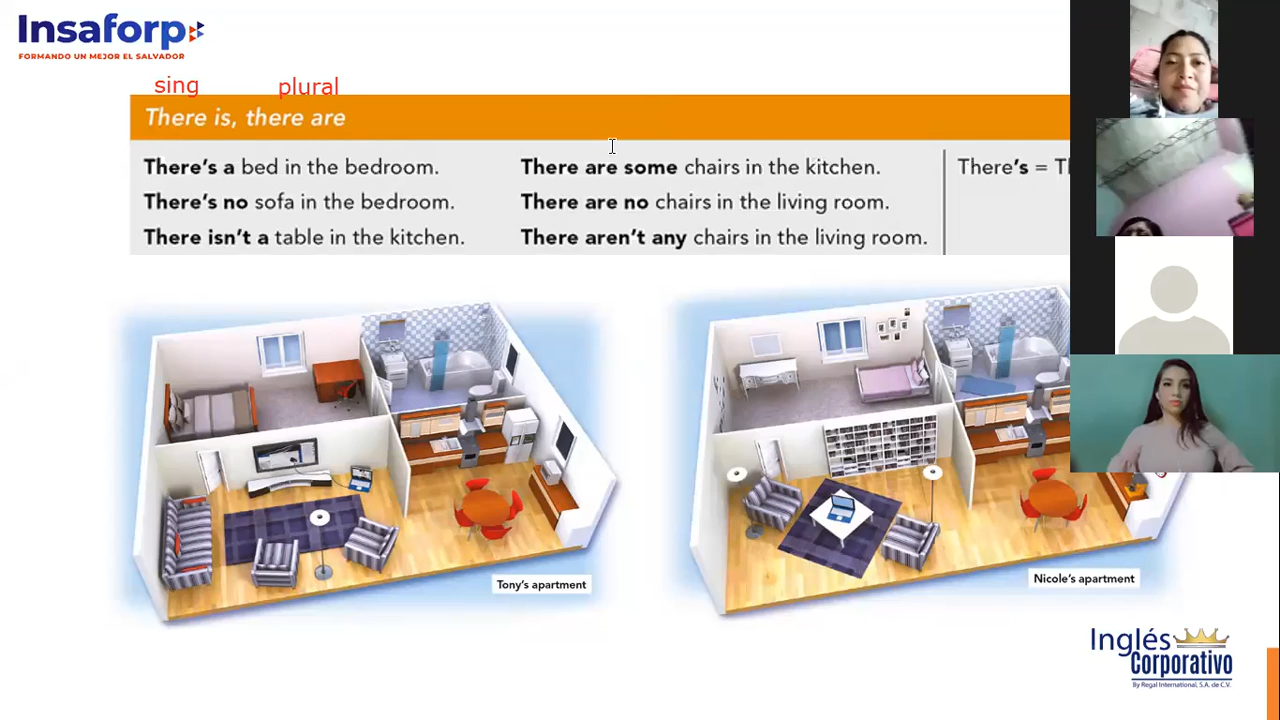 Insaforp
FORMANDO UN MEJOR EL SALVADOR
sing plural
There is, there are
There's a bed in the bedroom.
There's no sofa in the bedroom.
There isn't a table in the kitchen.
There are some chairs in the kitchen.
There are no chairs in the living room.
There aren't any chairs in the living room.
There's = Th
Tony's apartment
Nicole's apartment
Inglés
Corporativo
By Regal International, S.A. de C.V.